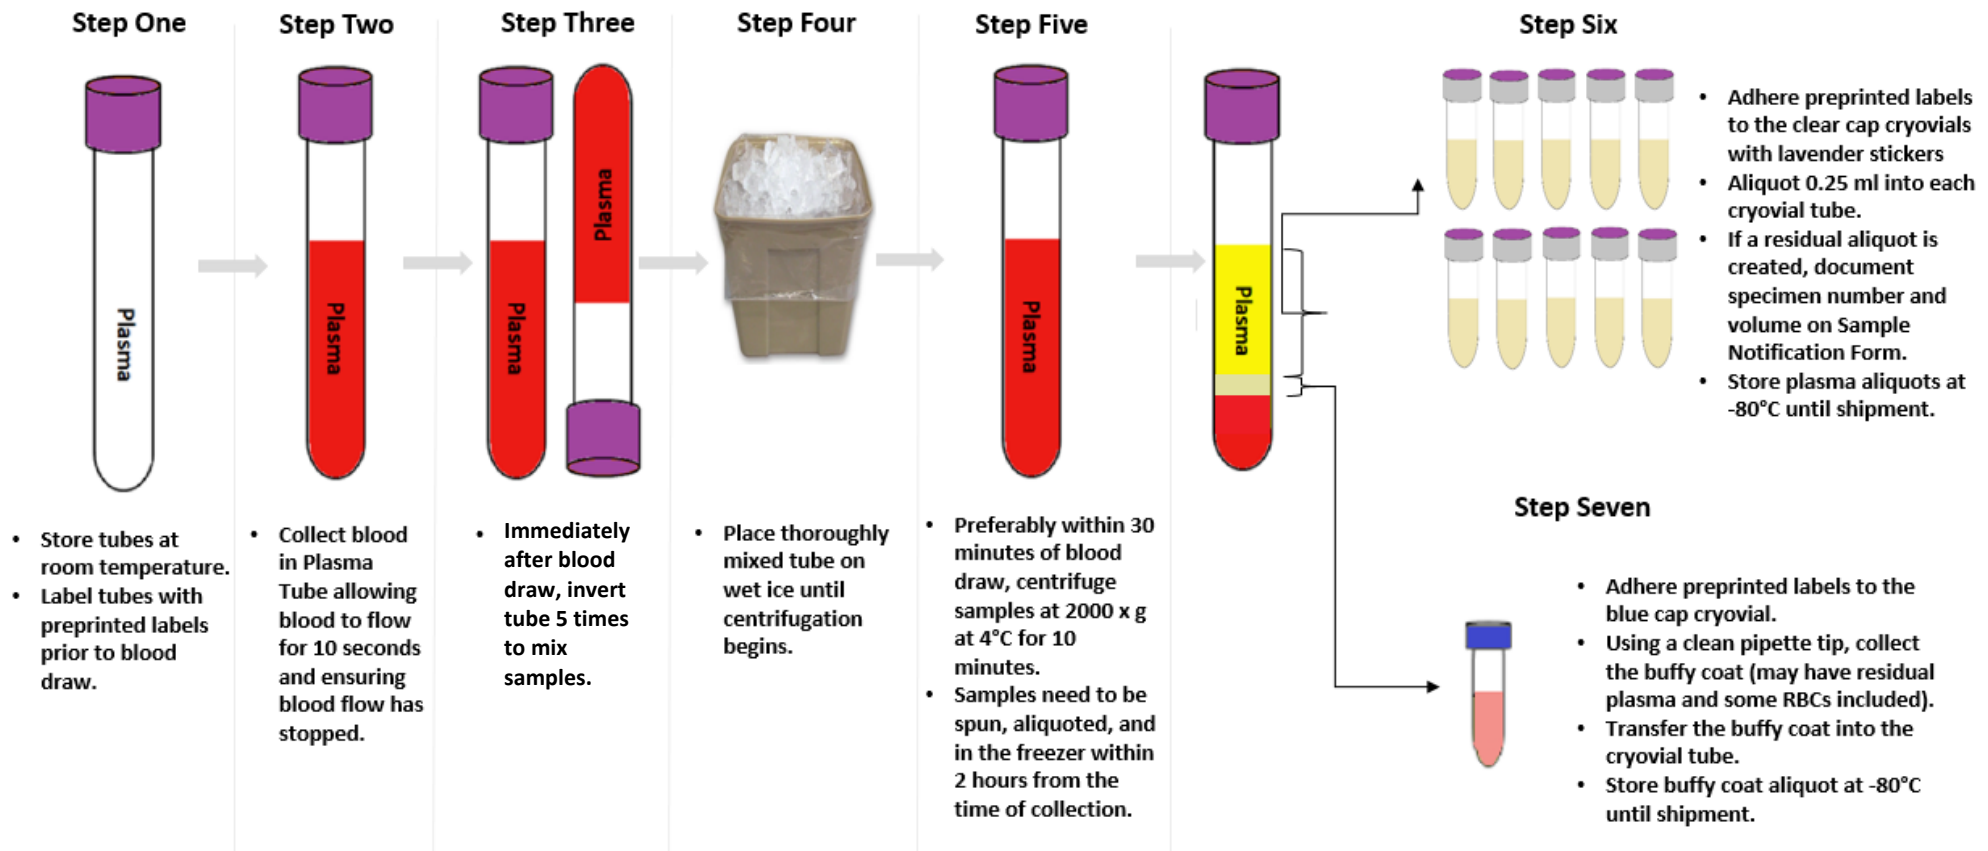 Step One
Plasma
• Store tubes at
room temperature.
• Label tubes with
preprinted labels
prior to blood
draw.
Step Two
Plasma
• Collect blood
in Plasma
Tube allowing
blood to flow
for 10 seconds
and ensuring
blood flow has
stopped.
Step Three
Plasma
Plasma
• Immediately
after blood
draw, invert
tube 5 times
to mix
samples.
Step Four
• Place thoroughly
mixed tube on
wet ice until
centrifugation
begins.
Step Five
Plasma
• Preferably within 30
minutes of blood
draw, centrifuge
samples at 2000 x g
at 4°C for 10
minutes.
• Samples need to be
spun, aliquoted, and
in the freezer within
2 hours from the
time of collection.
Plasma
Step Six
• Adhere preprinted labels
to the clear cap cryovials
with lavender stickers
• Aliquot 0.25 ml into each
cryovial tube.
• If a residual aliquot is
created, document
specimen number and
volume on Sample
Notification Form.
• Store plasma aliquots at
-80°C until shipment.
Step Seven
• Adhere preprinted labels to the
blue cap cryovial.
• Using a clean pipette tip, collect
the buffy coat (may have residual
plasma and some RBCs included).
• Transfer the buffy coat into the
cryovial tube.
• Store buffy coat aliquot at -80°C
until shipment.